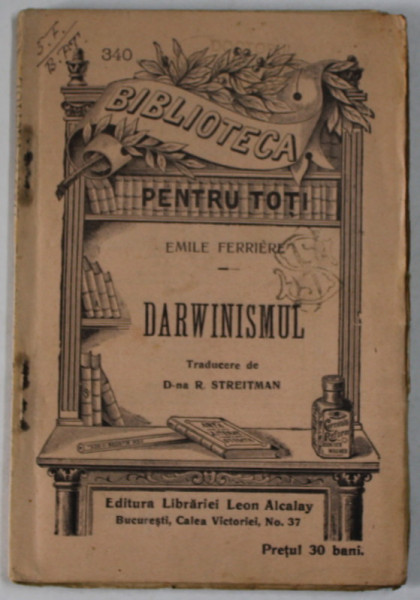 340
BIBLIOTECA
PENTRU TOȚI
EMILE FERRIÈRE
DARWINISMUL
Traducere de
D-na R. STREITMAN
Editura Librăriei Leon Alcalay
București, Calea Victoriei, No. 37
Prețul 30 bani.